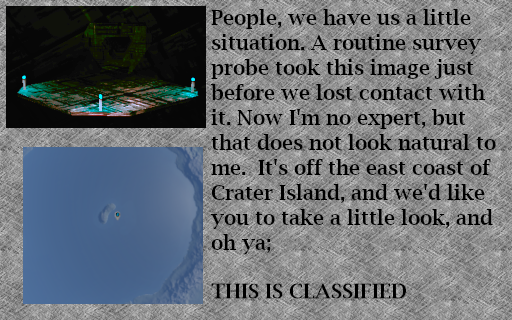 People, we have us a little
situation. A routine survey
probe took this image just
before we lost contact with
it. Now I'm no expert, but
that does not look natural to
me.  It's off the east coast of
Crater Island, and we'd like
you to take a little look, and
oh ya;
THIS IS CLASSIFIED